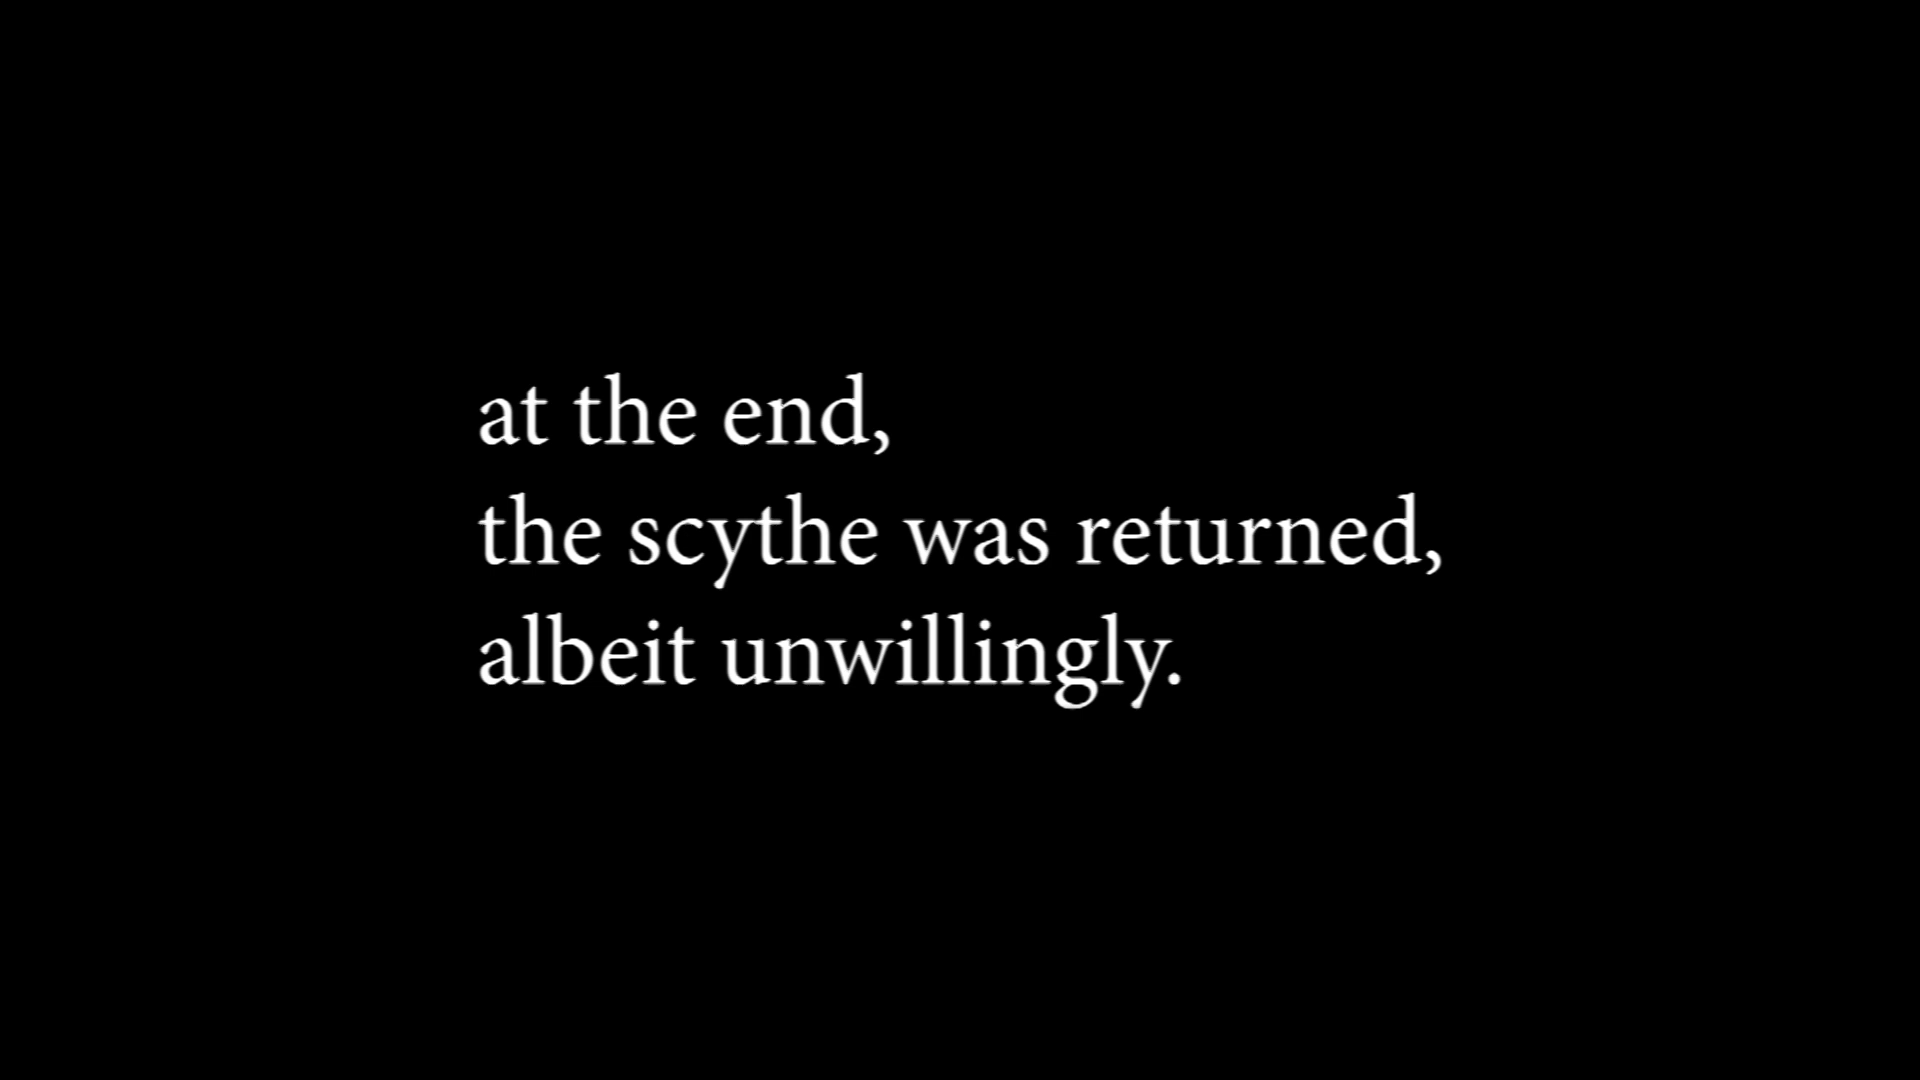 at the end,
the scythe was returned,
albeit unwillingly.